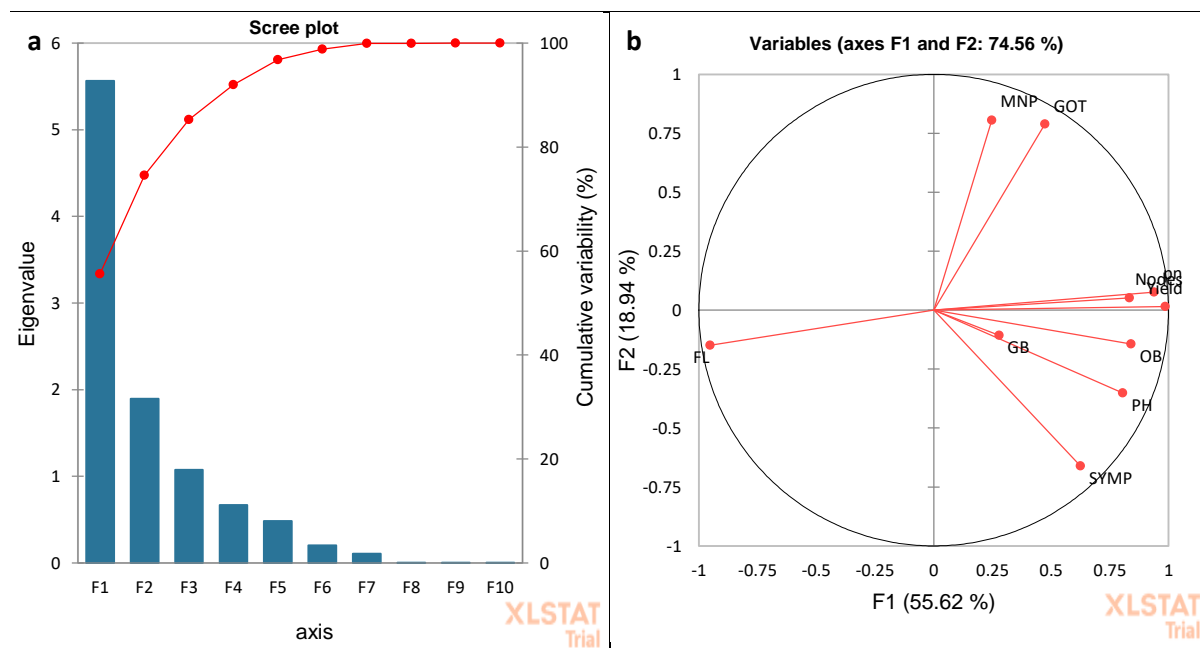 a
Scree plot
6
5
4
3
2
1
0
Eigenvalue
100
80
60
40
20
0
Cumulative variability (%)
F1 F2 F3 F4 F5 F6 F7 F8 F9 F10
axis
XLSTAT
Trial
b
Variables (axes F1 and F2: 74.56 %)
1
0.75
0.5
0.25
0
-0.25
-0.5
-0.75
-1
F2 (18.94 %)
MNP
GOT
Nodes
Yield
FL
GB
OB
PH
SYMP
-1 -0.75 -0.5 -0.25 0 0.25 0.5 0.75 1
F1 (55.62 %)
XLSTAT
Trial